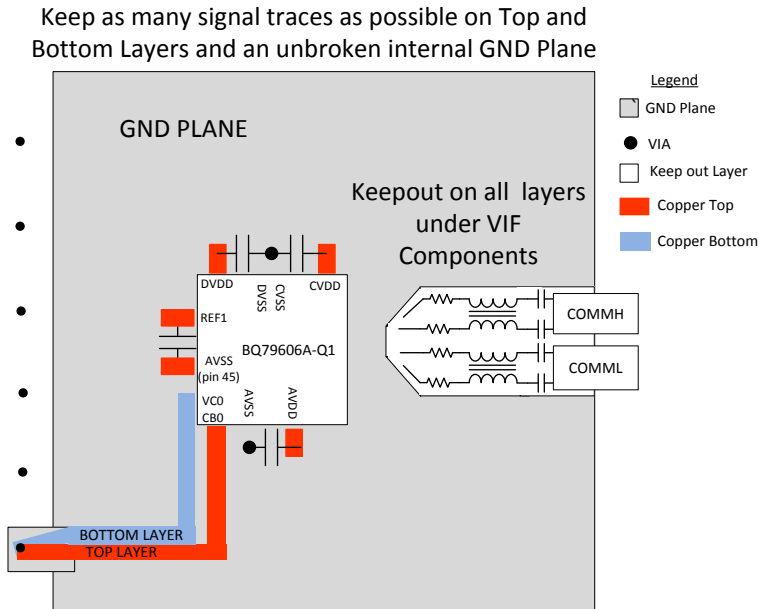 Keep as many signal traces as possible on Top and
Bottom Layers and an unbroken internal GND Plane
Legend
GND Plane
VIA
Keep out Layer
Copper Top
Copper Bottom
GND PLANE
Keepout on all layers
under VIF
Components
DVDD
DVSS
CVSS
CVDD
REF1
BQ79606A-Q1
AVSS
(pin 45)
VC0
CB0
AVSS
AVDD
COMMH
COMML
BOTTOM LAYER
TOP LAYER